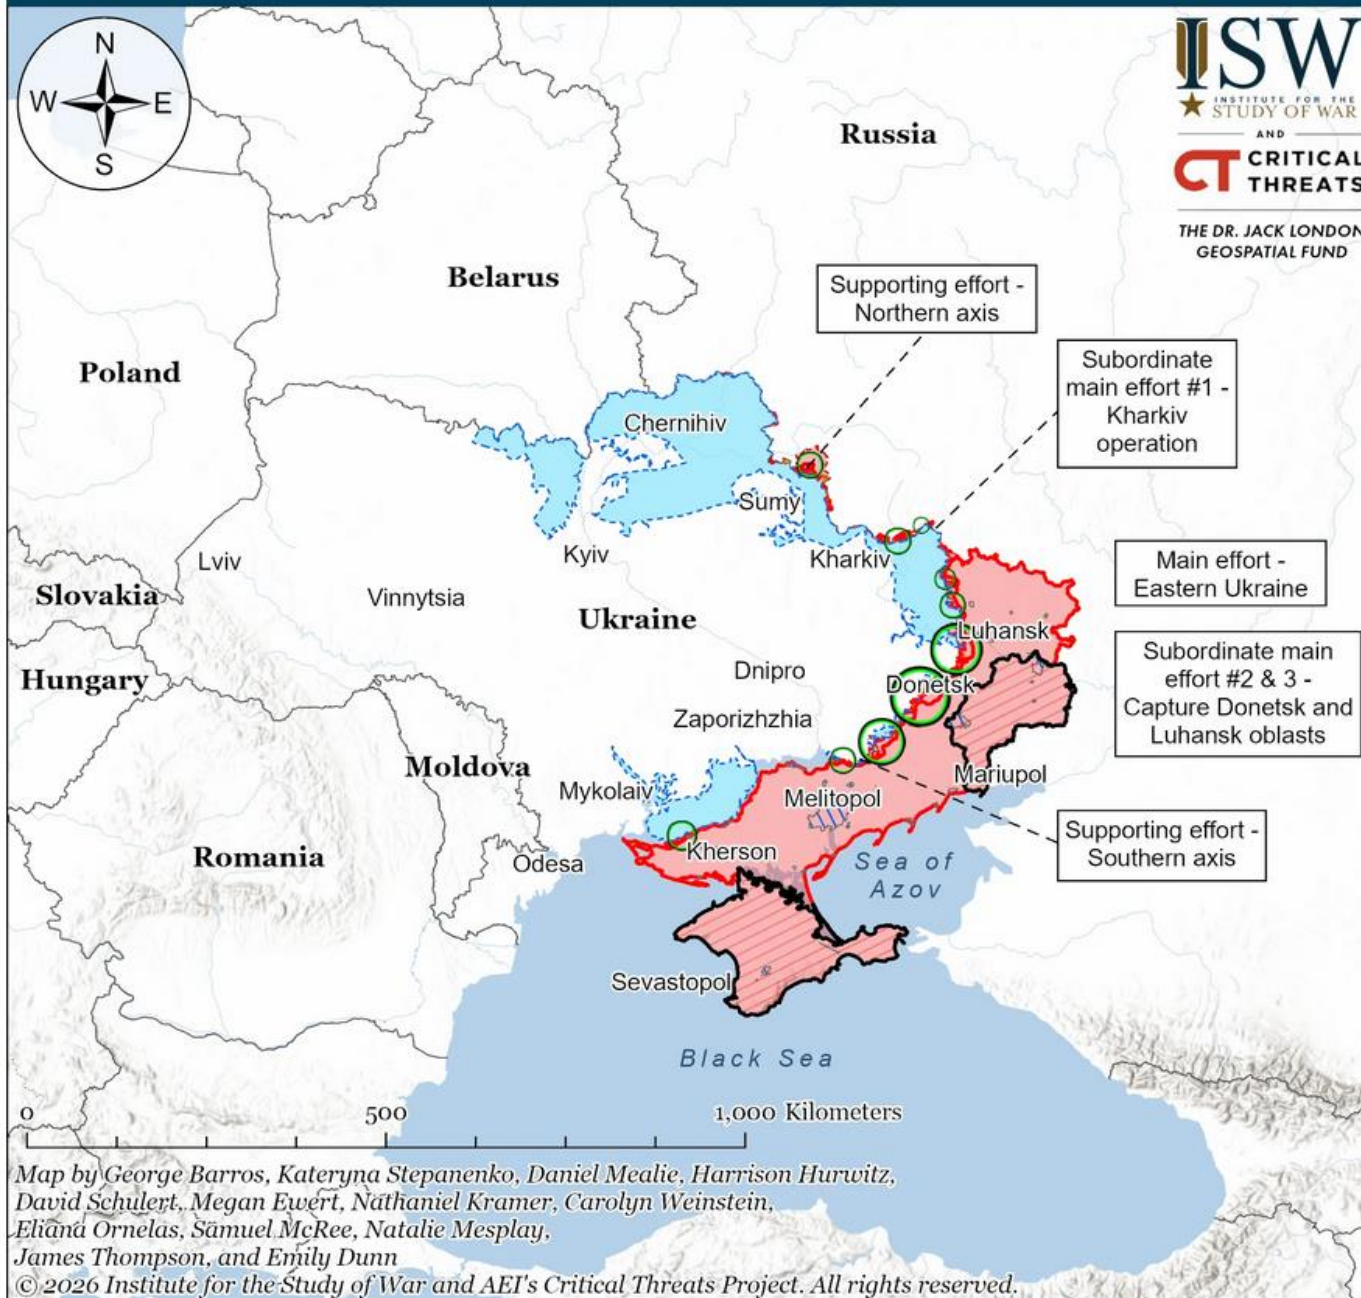 N
W
E
S
ISW
INSTITUTE FOR THE
STUDY OF WAR
AND
CT CRITICAL
THREATS
THE DR. JACK LONDON
GEOSPATIAL FUND
Russia
Belarus
Supporting effort -
Northern axis
Poland
Subordinate
main effort #1 -
Kharkiv
operation
Chernihiv
Sumy
Kyiv
Kharkiv
Lviv
Main effort -
Eastern Ukraine
Slovakia
Vinnytsia
Ukraine
Luhansk
Subordinate main
effort #2 & 3 -
Capture Donetsk and
Luhansk oblasts
Hungary
Dnipro
Donetsk
Zaporizhzhia
Moldova
Mariupol
Mykolaiv
Melitopol
Supporting effort -
Southern axis
Romania
Odesa
Kherson
Sea of
Azov
Sevastopol
Black Sea
0
500
1,000 Kilometers
Map by George Barros, Kateryna Stepanenko, Daniel Mealie, Harrison Hurwitz,
David Schulert, Megan Ewert, Nathaniel Kramer, Carolyn Weinstein,
Eliana Ornelas, Samuel McRee, Natalie Mesplay,
James Thompson, and Emily Dunn
© 2026 Institute for the Study of War and AEI's Critical Threats Project. All rights reserved.